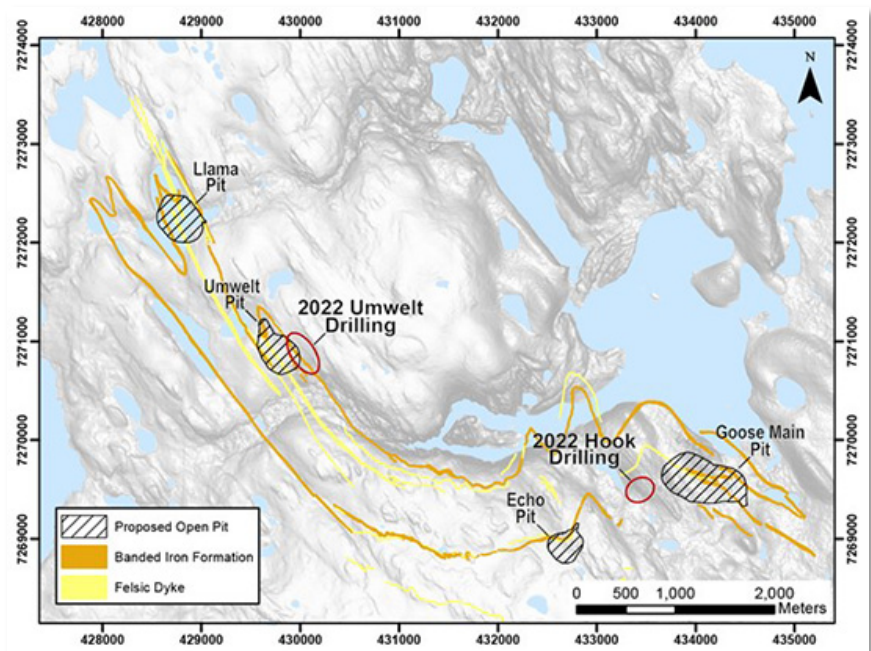 428000 429000 430000 431000 432000 433000 434000 435000
7274000
7273000
7272000
7271000
7270000
7269000
7274000
7273000
7272000
7271000
7270000
7269000
N
Llama
Pit
Umwelt
Pit
2022 Umwelt
Drilling
2022 Hook
Drilling
Goose Main
Pit
Echo
Pit
Proposed Open Pit
Banded Iron Formation
Felsic Dyke
0 500 1,000 2,000
Meters
428000 429000 430000 431000 432000 433000 434000 435000